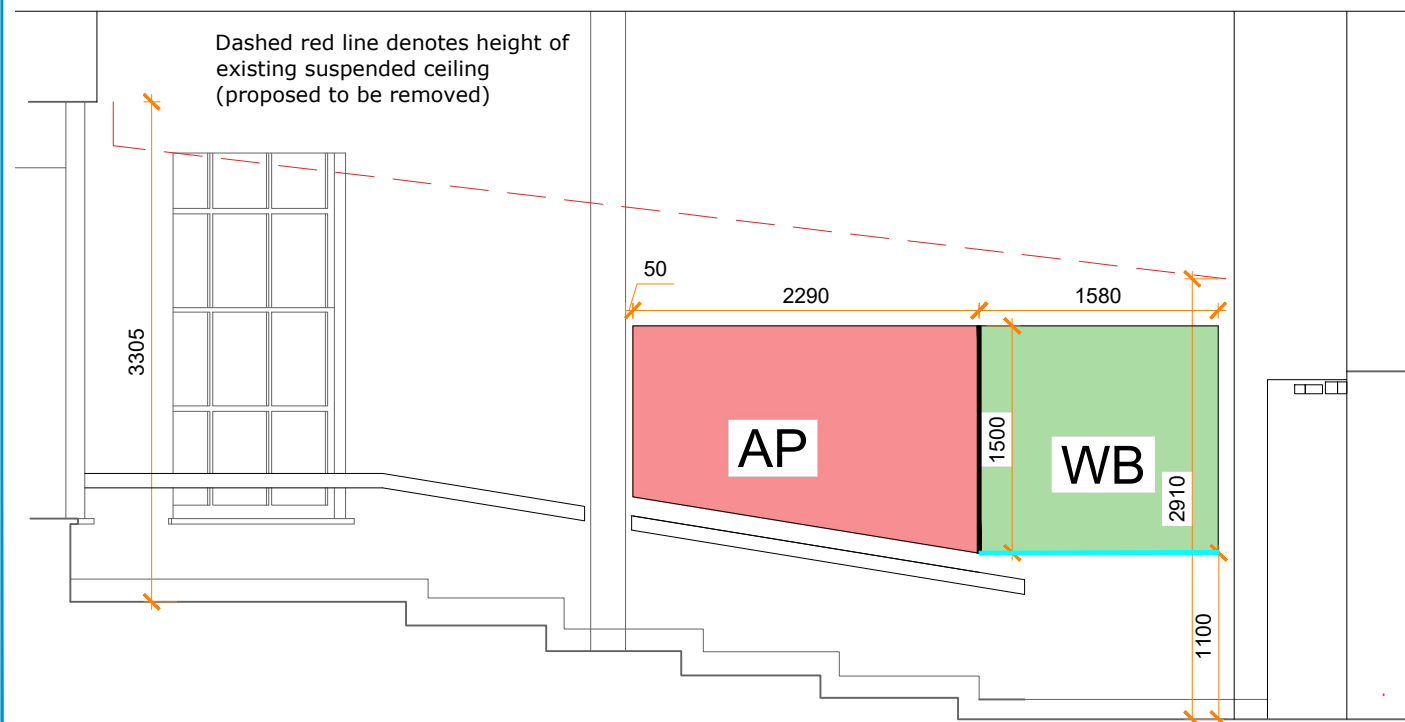 Dashed red line denotes height of
existing suspended ceiling
(proposed to be removed)
50
2290
1580
3305
1500
AP
WB
2910
1100